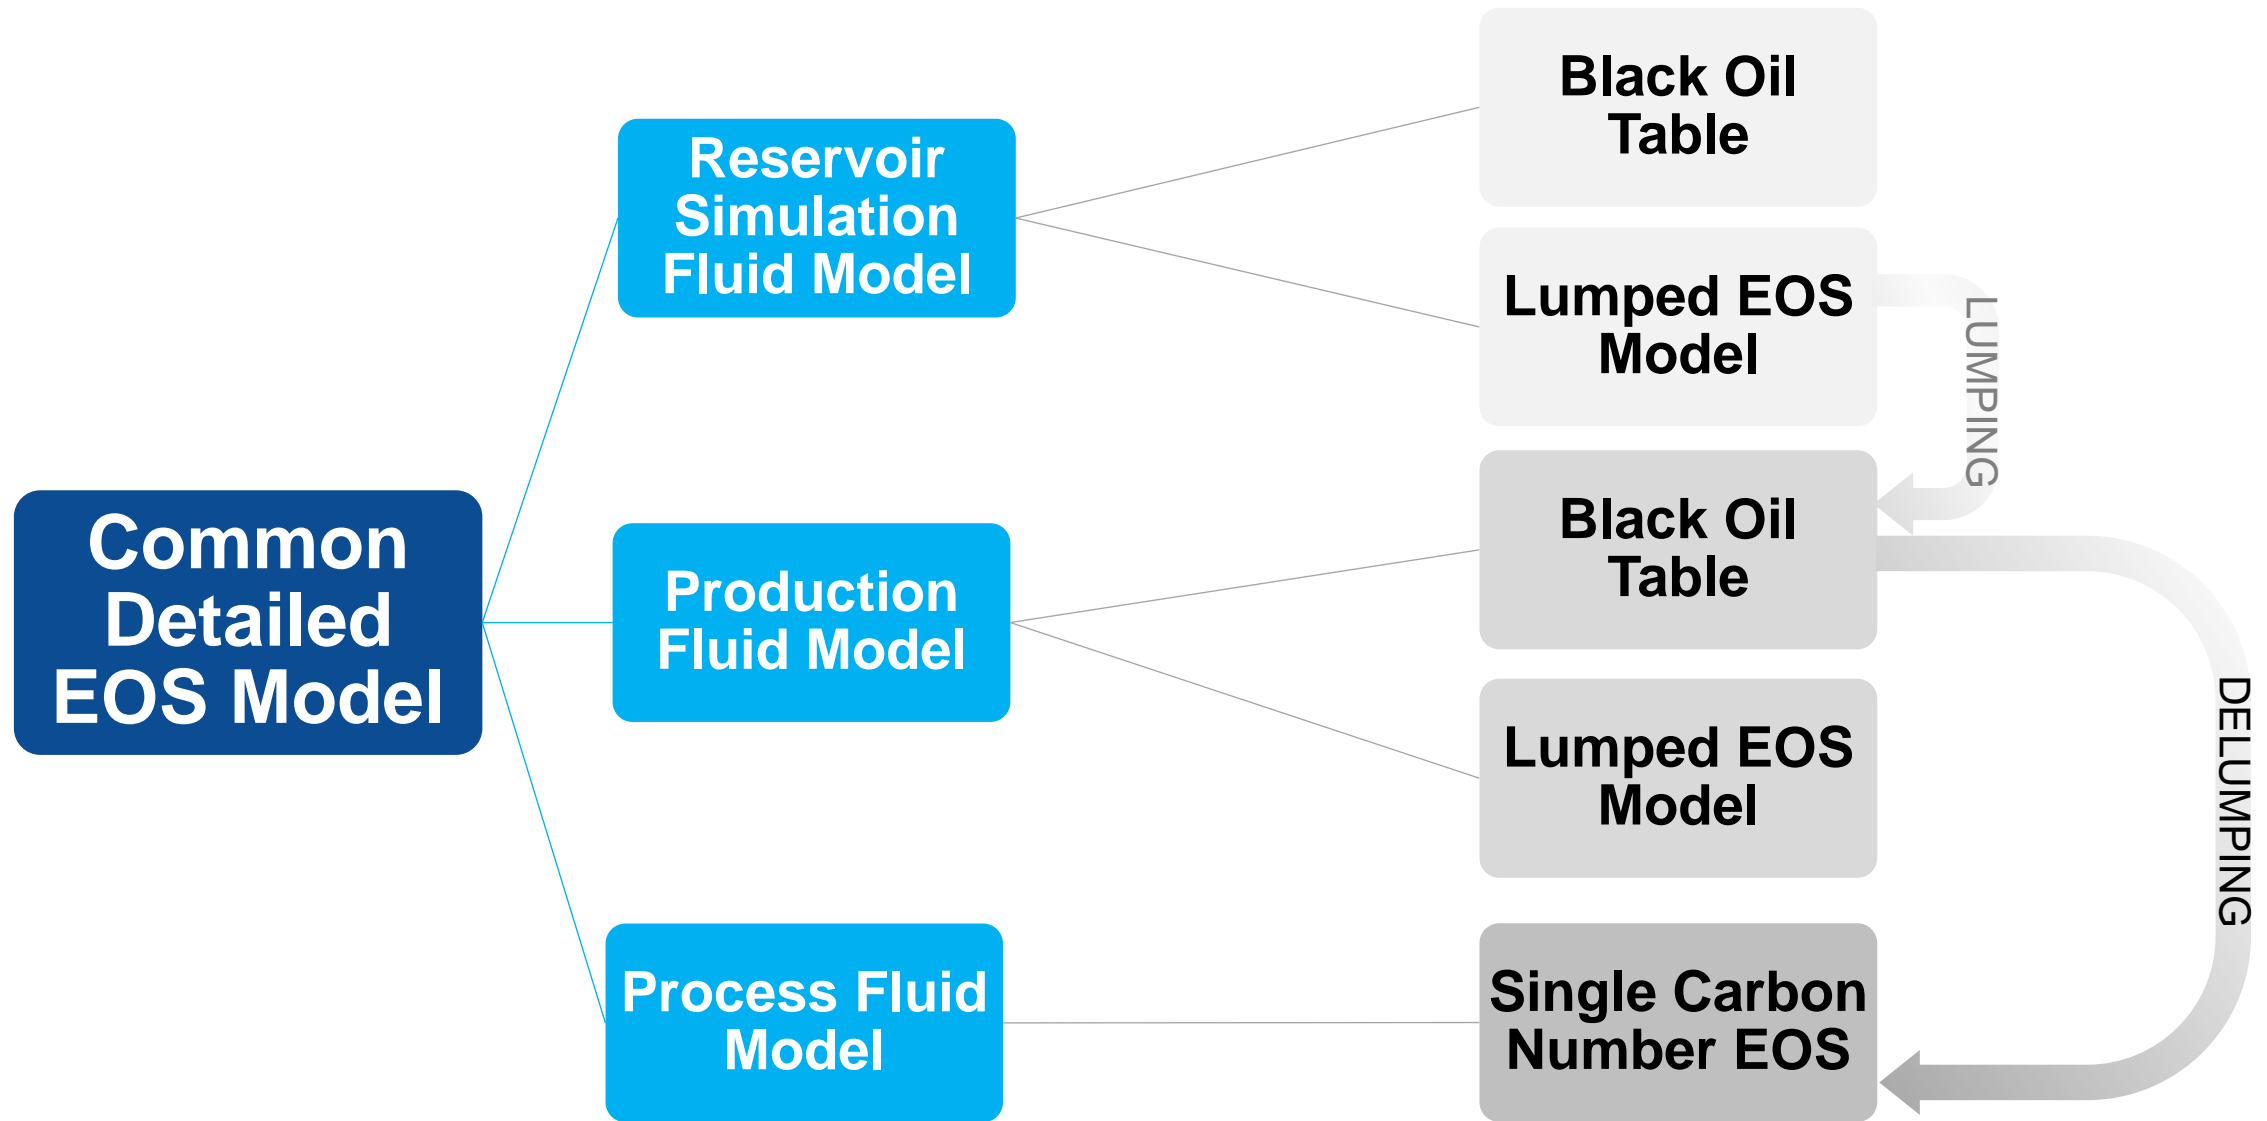 Common
Detailed
EOS Model
Reservoir
Simulation
Fluid Model
Production
Fluid Model
Process Fluid
Model
Black Oil
Table
Lumped EOS
Model
Black Oil
Table
Lumped EOS
Model
Single Carbon
Number EOS
LUMPING
DELUMPING